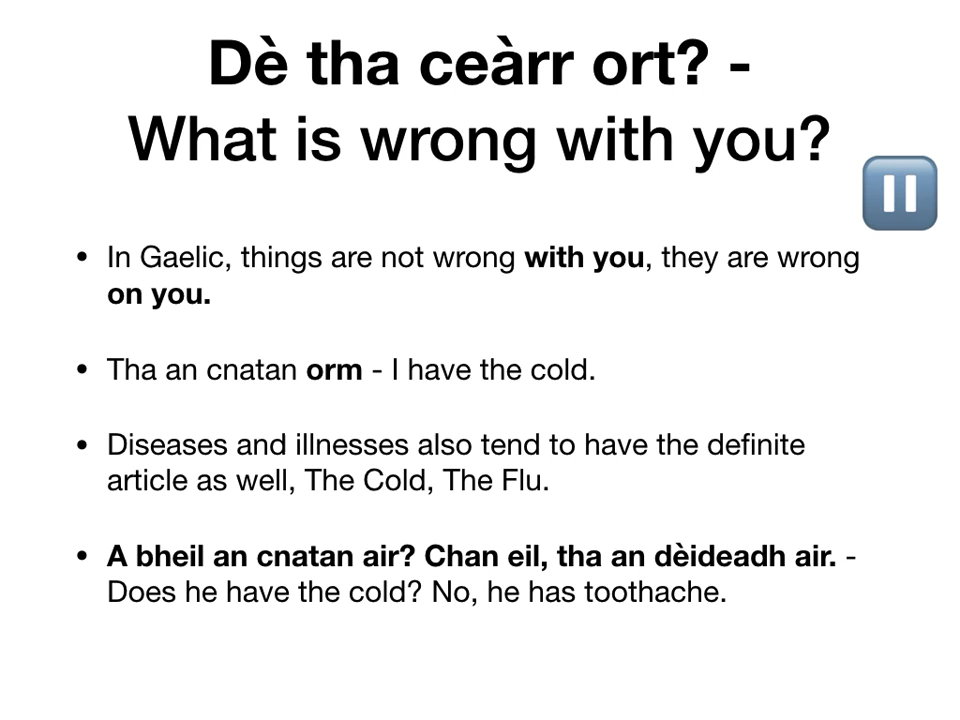 Dè tha ceàrr ort? -
What is wrong with you?
• In Gaelic, things are not wrong with you, they are wrong
on you.
• Tha an cnatan orm - I have the cold.
• Diseases and illnesses also tend to have the definite
article as well, The Cold, The Flu.
• A bheil an cnatan air? Chan eil, tha an dèideadh air. -
Does he have the cold? No, he has toothache.